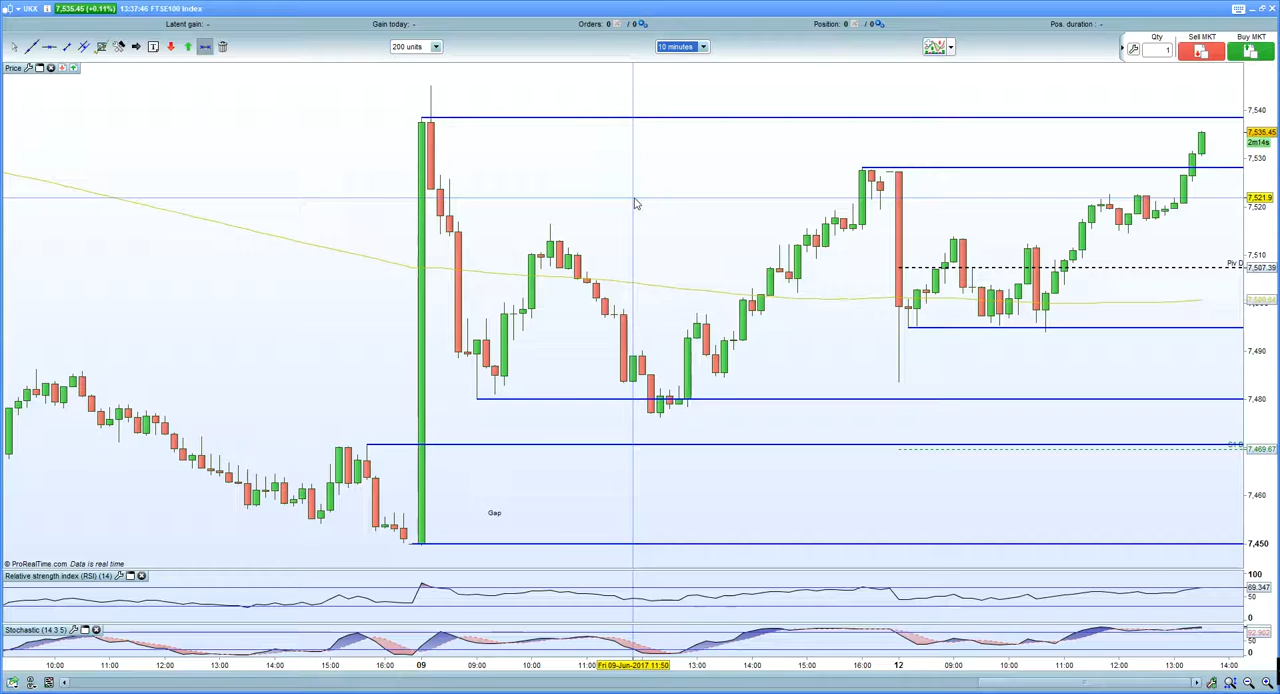 UKX 7,535.45 (+0.11%) 13:37:46 FTSE100 Index
Latent gain: - Gain today: - Orders: 0 / 0 Position: 0 / 0 Pos. duration : -
200 units 10 minutes Qty 1 Sell MKT Buy MKT
Price
7,540
7,535.45
2m14s
7,530
7,521.9
7,520
7,510
Piv D
7,507.39
7,490
7,480
7,469.67
7,460
Gap
7,450
© ProRealTime.com Data is real time
Relative strength index (RSI) (14)
100
69.347
50
0
Stochastic (14 3 5)
50
0
10:00 11:00 12:00 13:00 14:00 15:00 16:00 09 09:00 10:00 11:00 Fri 09-Jun-2017 11:50 13:00 14:00 15:00 16:00 12 09:00 10:00 11:00 12:00 13:00 14:00